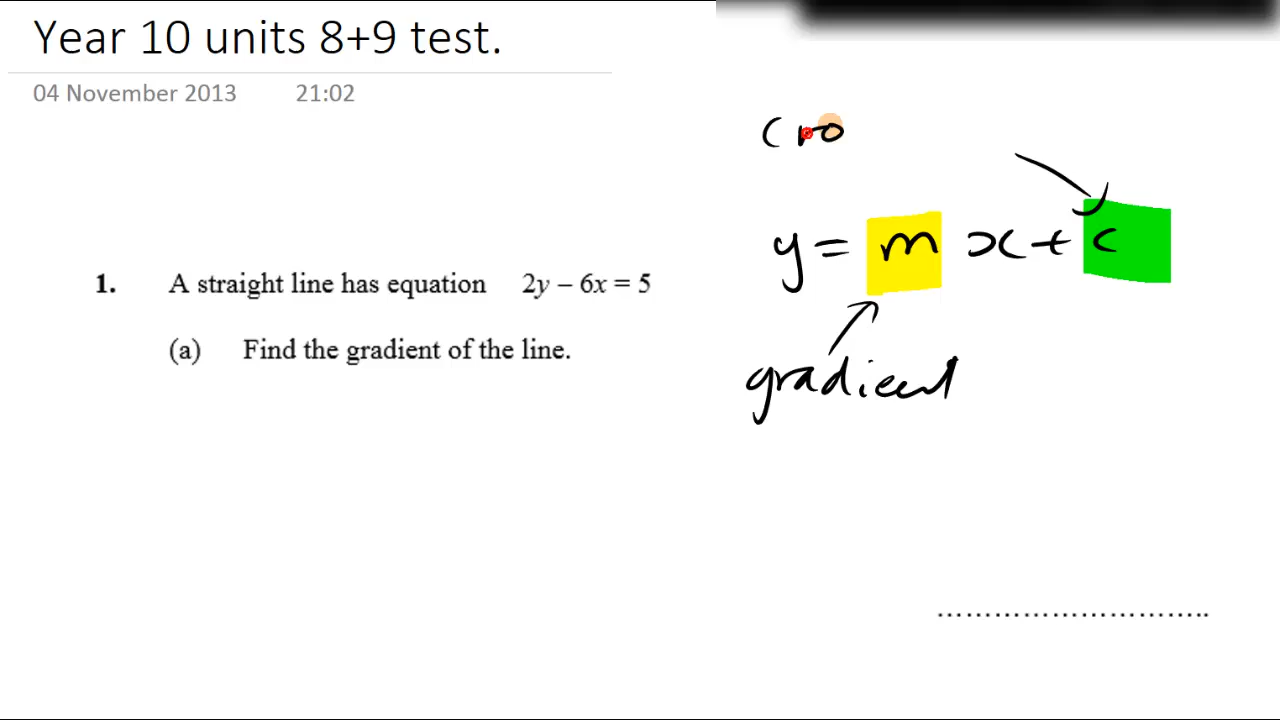 Year 10 units 8+9 test.
04 November 2013 21:02
cro
y = m x + c
1. A straight line has equation 2y – 6x = 5
(a) Find the gradient of the line.
gradient
…………………………..